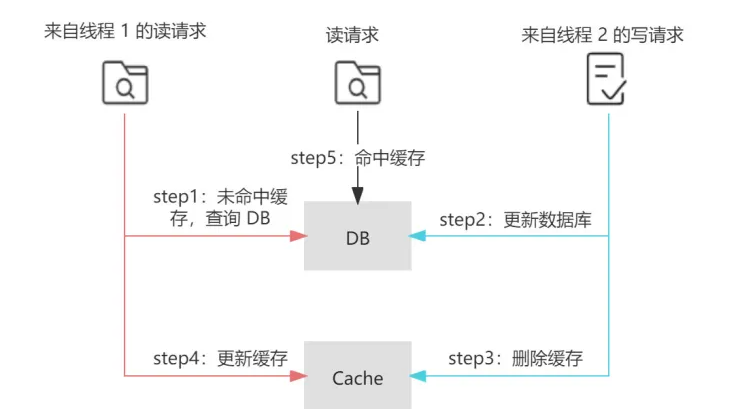 来自线程 1 的读请求
读请求
来自线程 2 的写请求
step5：命中缓存
step1：未命中缓
存，查询 DB
DB
step2：更新数据库
step4：更新缓存
Cache
step3：删除缓存